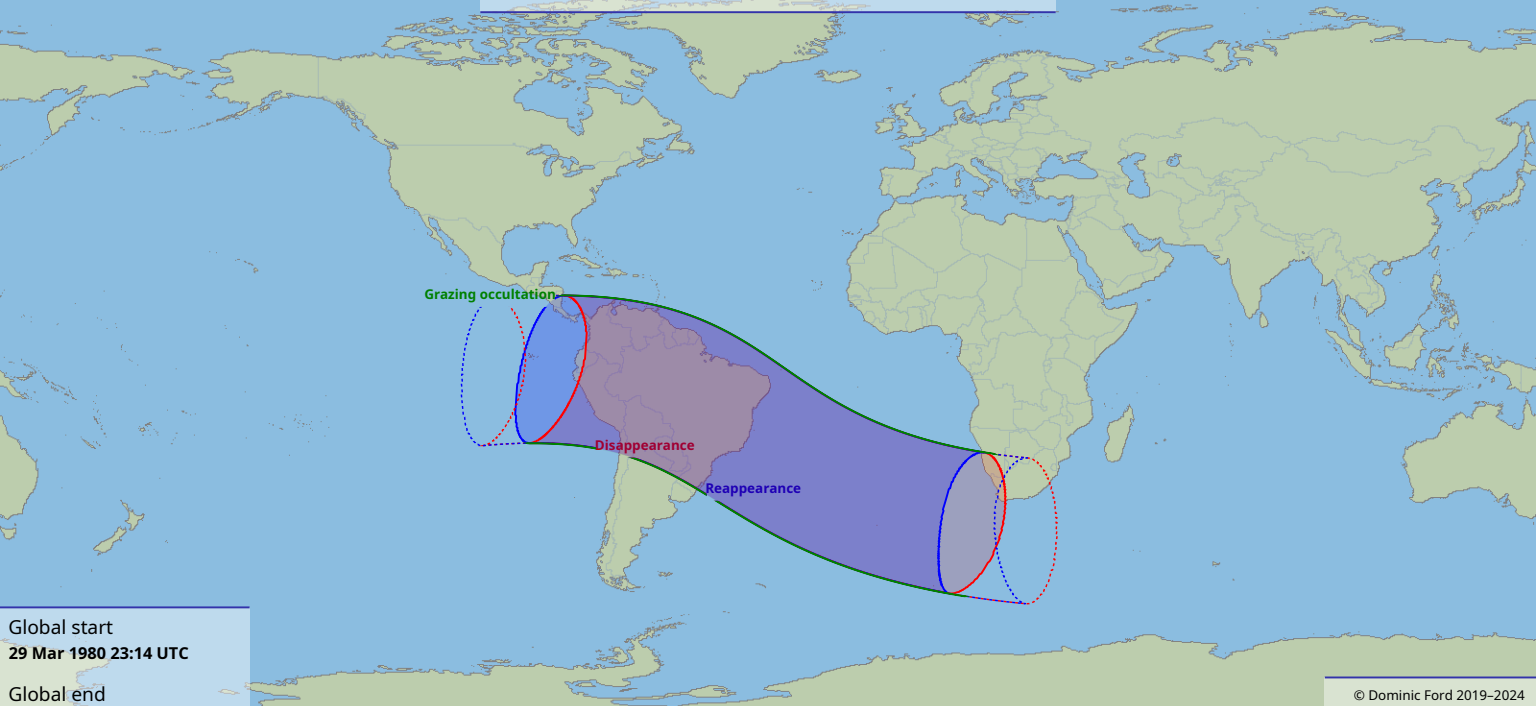 Grazing occultation
Disappearance
Reappearance
Global start
29 Mar 1980 23:14 UTC
Global end
© Dominic Ford 2019–2024